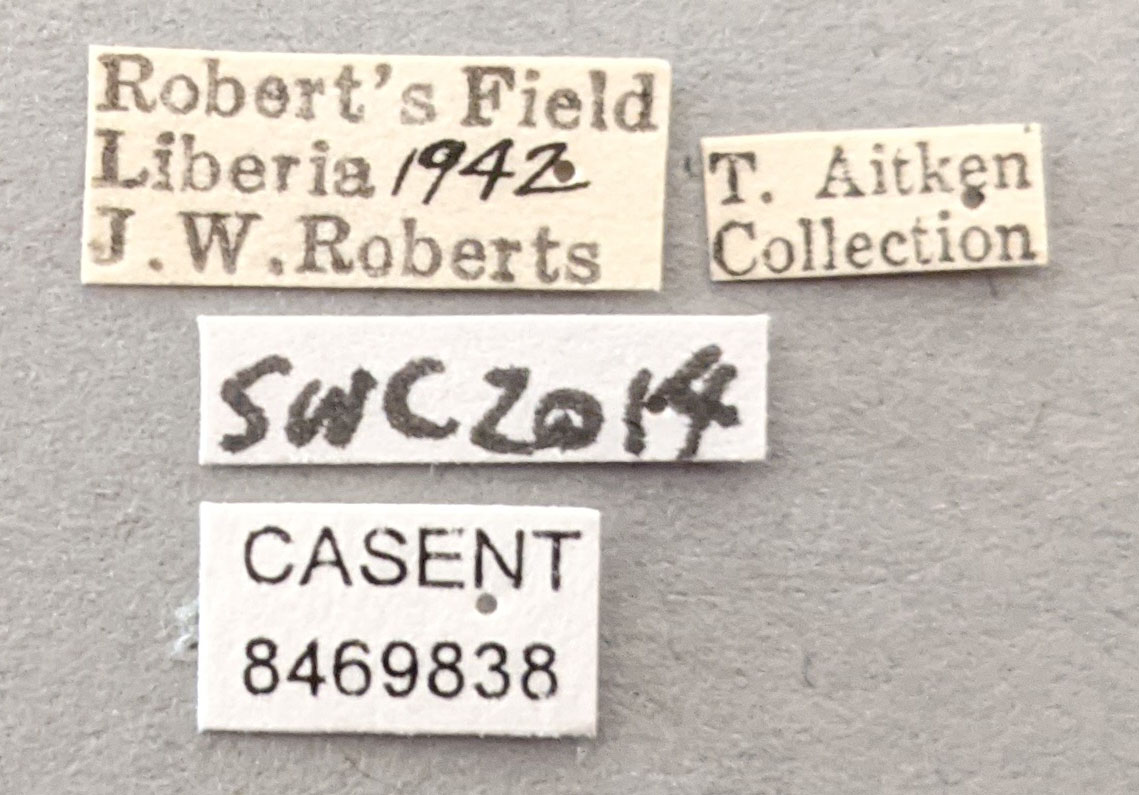 Robert's Field
Liberia 1942
J.W.Roberts
T. Aitken
Collection
SWC2014
CASENT
8469838